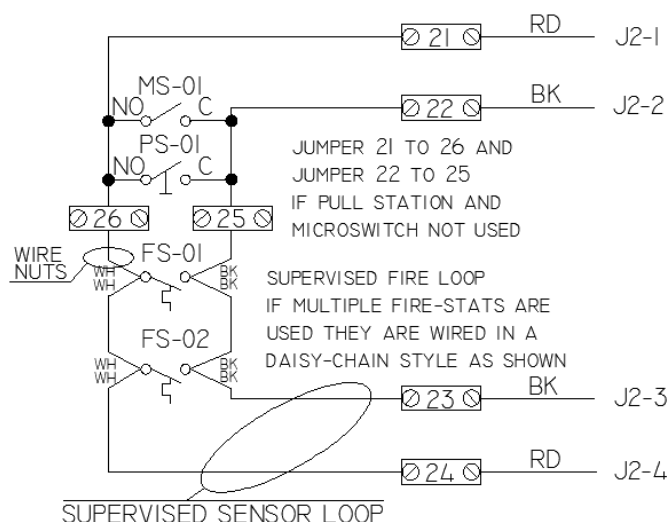 21 RD J2-1
MS-01
NO C
22 BK J2-2
PS-01
NO C
JUMPER 21 TO 26 AND
JUMPER 22 TO 25
IF PULL STATION AND
MICROSWITCH NOT USED
26 25
WIRE
NUTS
FS-01
WH BK
WH BK
SUPERVISED FIRE LOOP
IF MULTIPLE FIRE-STATS ARE
USED THEY ARE WIRED IN A
DAISY-CHAIN STYLE AS SHOWN
FS-02
WH BK
WH BK
23 BK J2-3
24 RD J2-4
SUPERVISED SENSOR LOOP